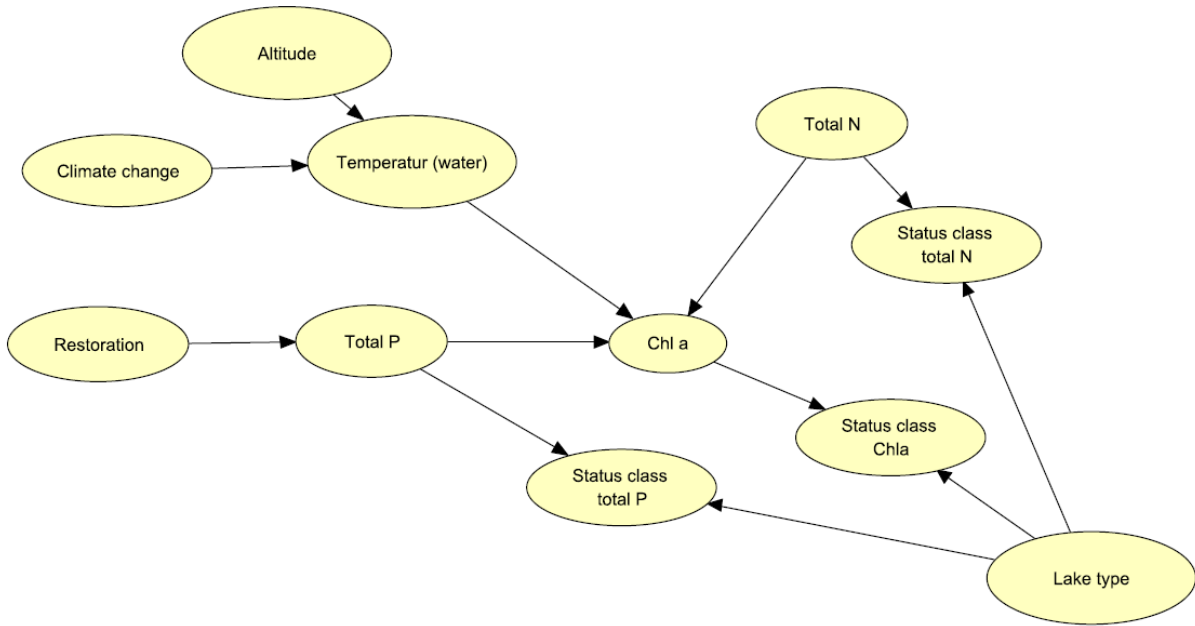 Altitude
Total N
Climate change
Temperatur (water)
Status class
total N
Restoration
Total P
Chl a
Status class
Chla
Status class
total P
Lake type